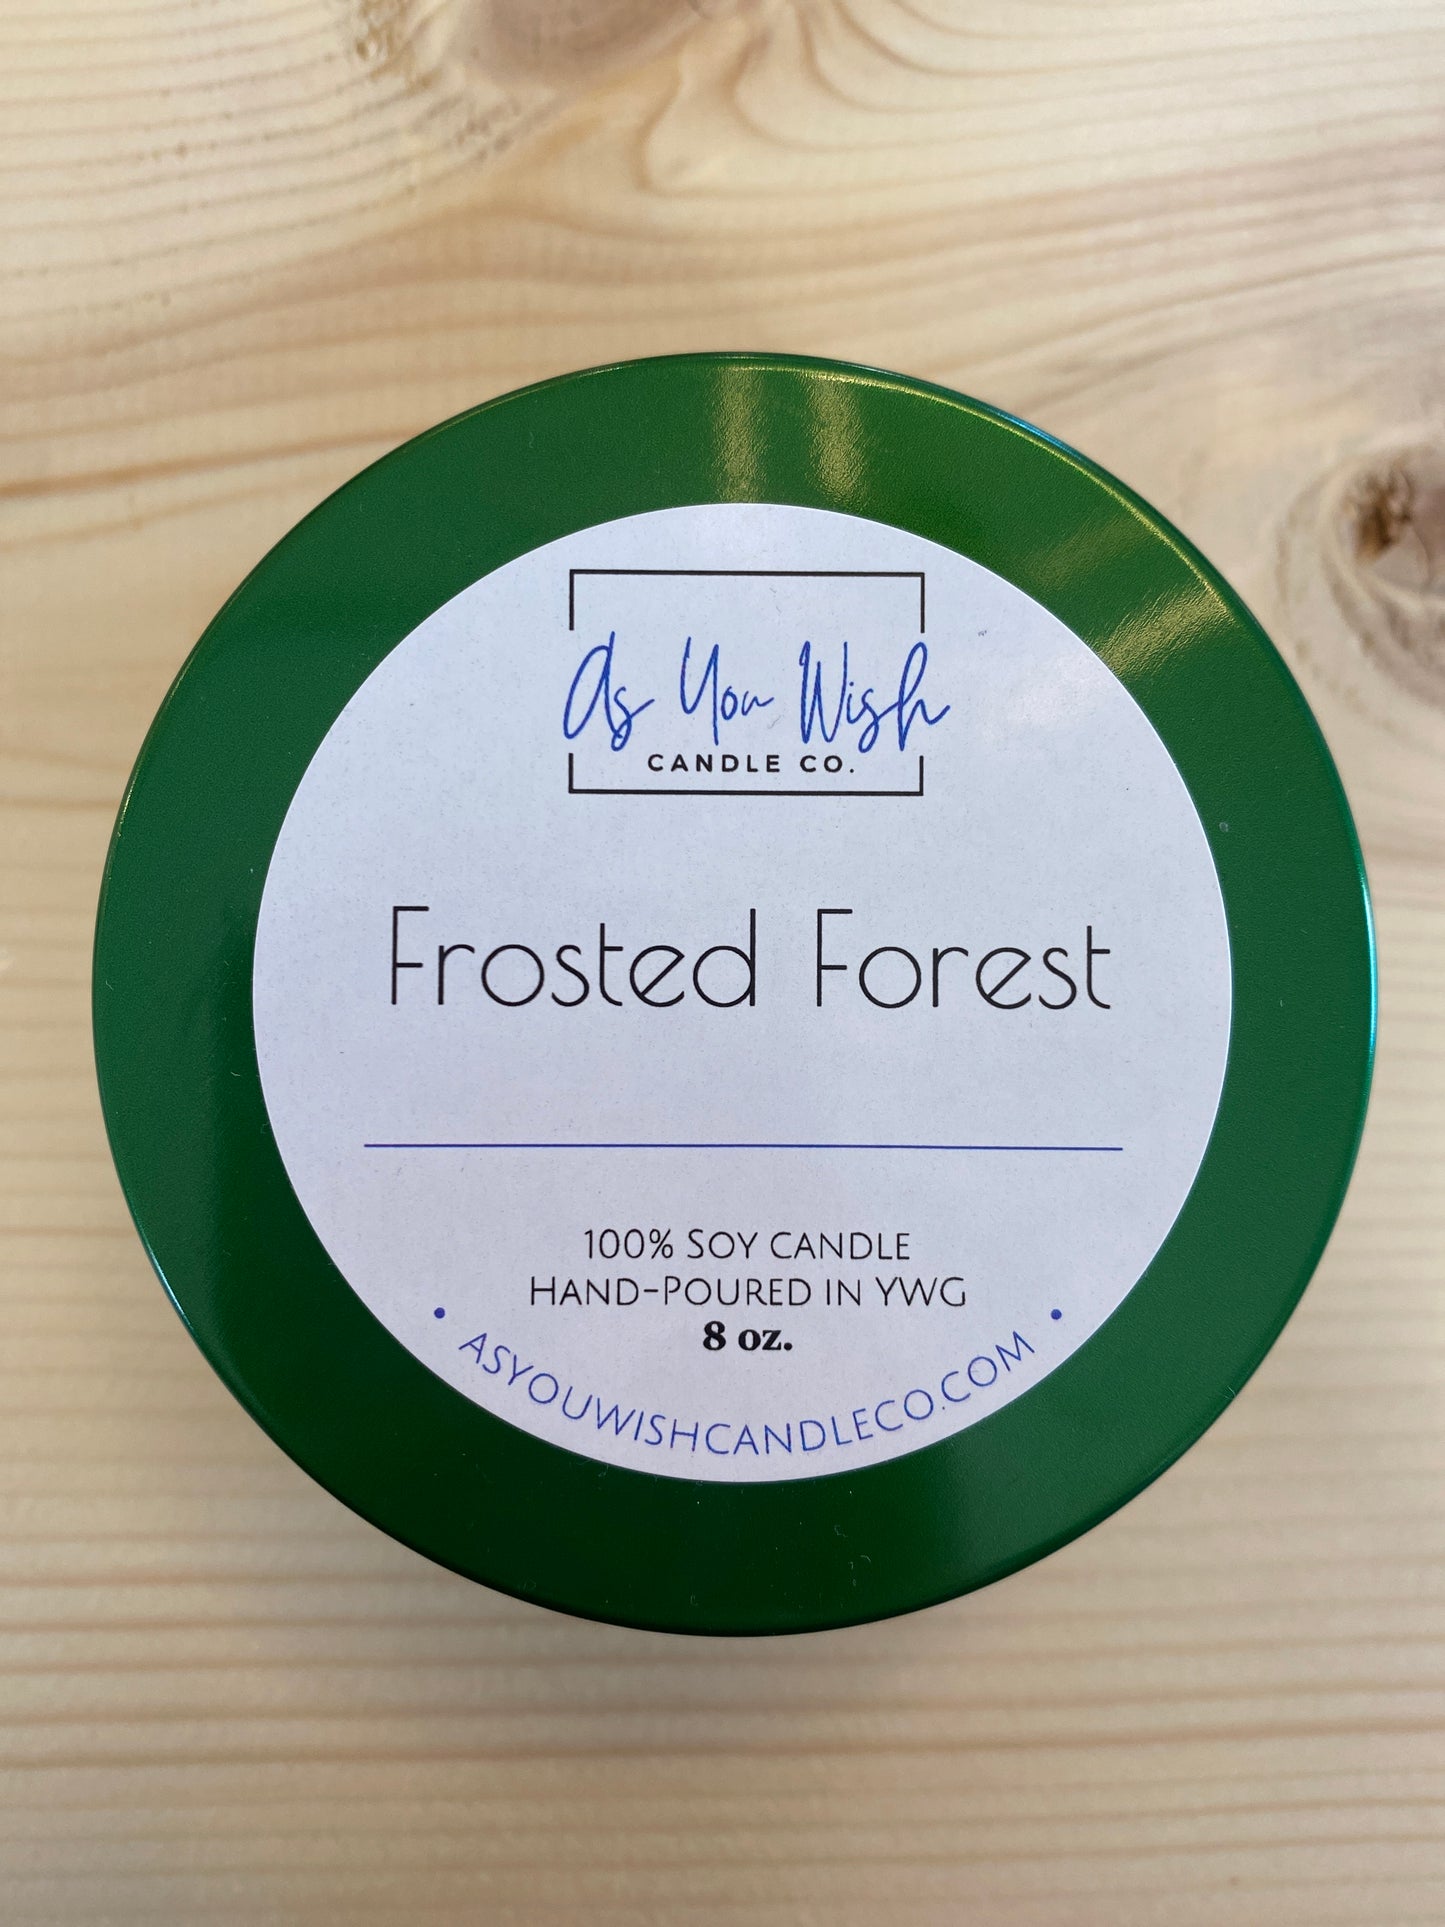 As You Wish
CANDLE CO.
Frosted Forest
100% SOY CANDLE
HAND-POURED IN YWG
8 oz.
• ASYOUWISHCANDLECO.COM •